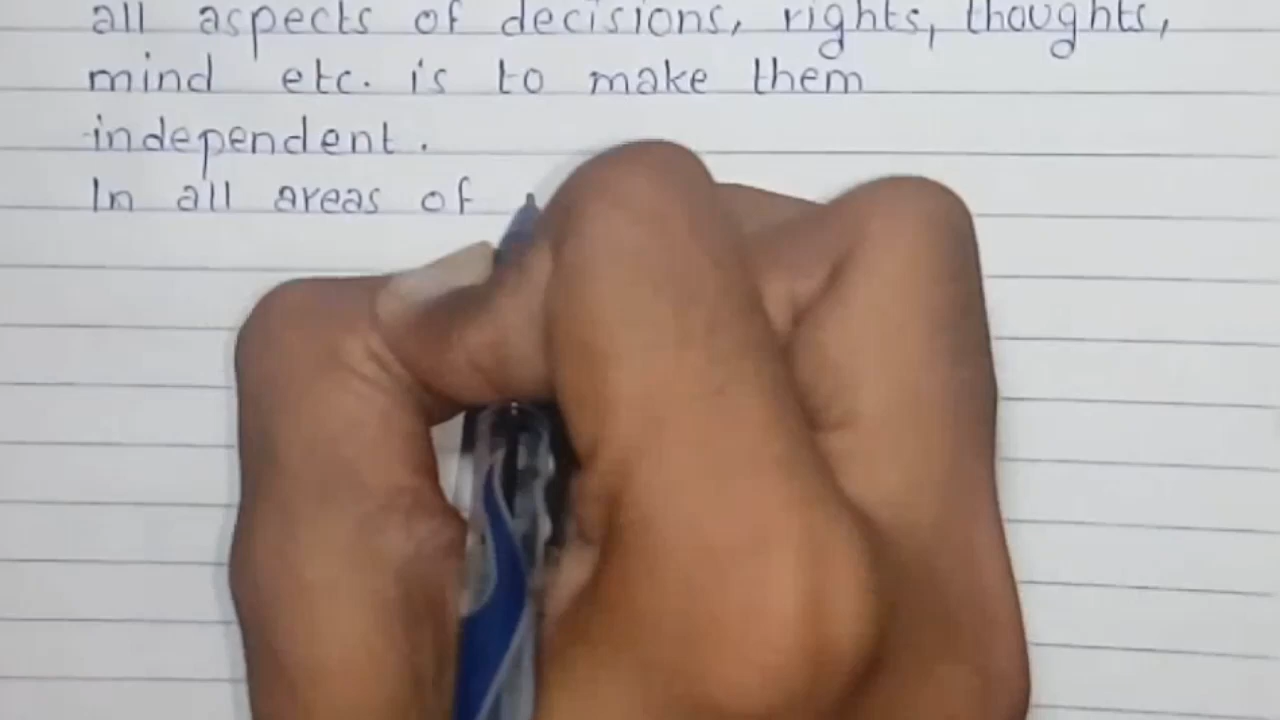 all aspects of decisions, rights, thoughts,
mind etc. is to make them
independent.
In all areas of